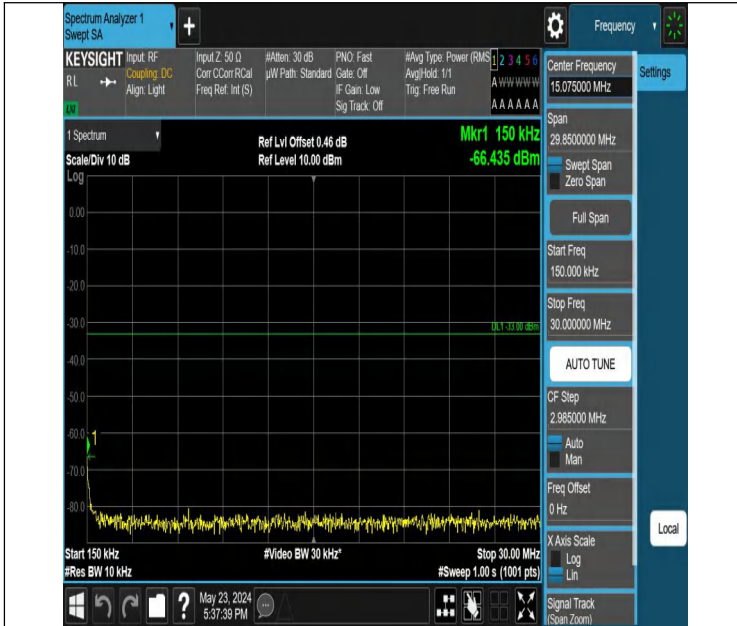 Spectrum Analyzer 1
Swept SA
+
Frequency
KEYSIGHT
RL
Input: RF
Coupling: DC
Align: Light
Input Z: 50 Ω
Corr CCorr RCal
Freq Ref: Int (S)
#Atten: 30 dB
µW Path: Standard
PNO: Fast
Gate: Off
IF Gain: Low
Sig Track: Off
#Avg Type: Power (RMS
Avg|Hold: 1/1
Trig: Free Run
1 2 3 4 5 6
A W W W W W
A A A A A A
1 Spectrum
Scale/Div 10 dB
Log
Ref Lvl Offset 0.46 dB
Ref Level 10.00 dBm
Mkr1 150 kHz
-66.435 dBm
0.00
-10.0
-20.0
-30.0
DL1 -33.00 dBm
-40.0
-50.0
-60.0
1
-70.0
-80.0
Start 150 kHz
#Res BW 10 kHz
#Video BW 30 kHz*
Stop 30.00 MHz
#Sweep 1.00 s (1001 pts)
Center Frequency
15.075000 MHz
Settings
Span
29.8500000 MHz
Swept Span
Zero Span
Full Span
Start Freq
150.000 kHz
Stop Freq
30.000000 MHz
AUTO TUNE
CF Step
2.985000 MHz
Auto
Man
Freq Offset
0 Hz
X Axis Scale
Log
Lin
Local
Signal Track
(Span Zoom)
?
May 23, 2024
5:37:39 PM